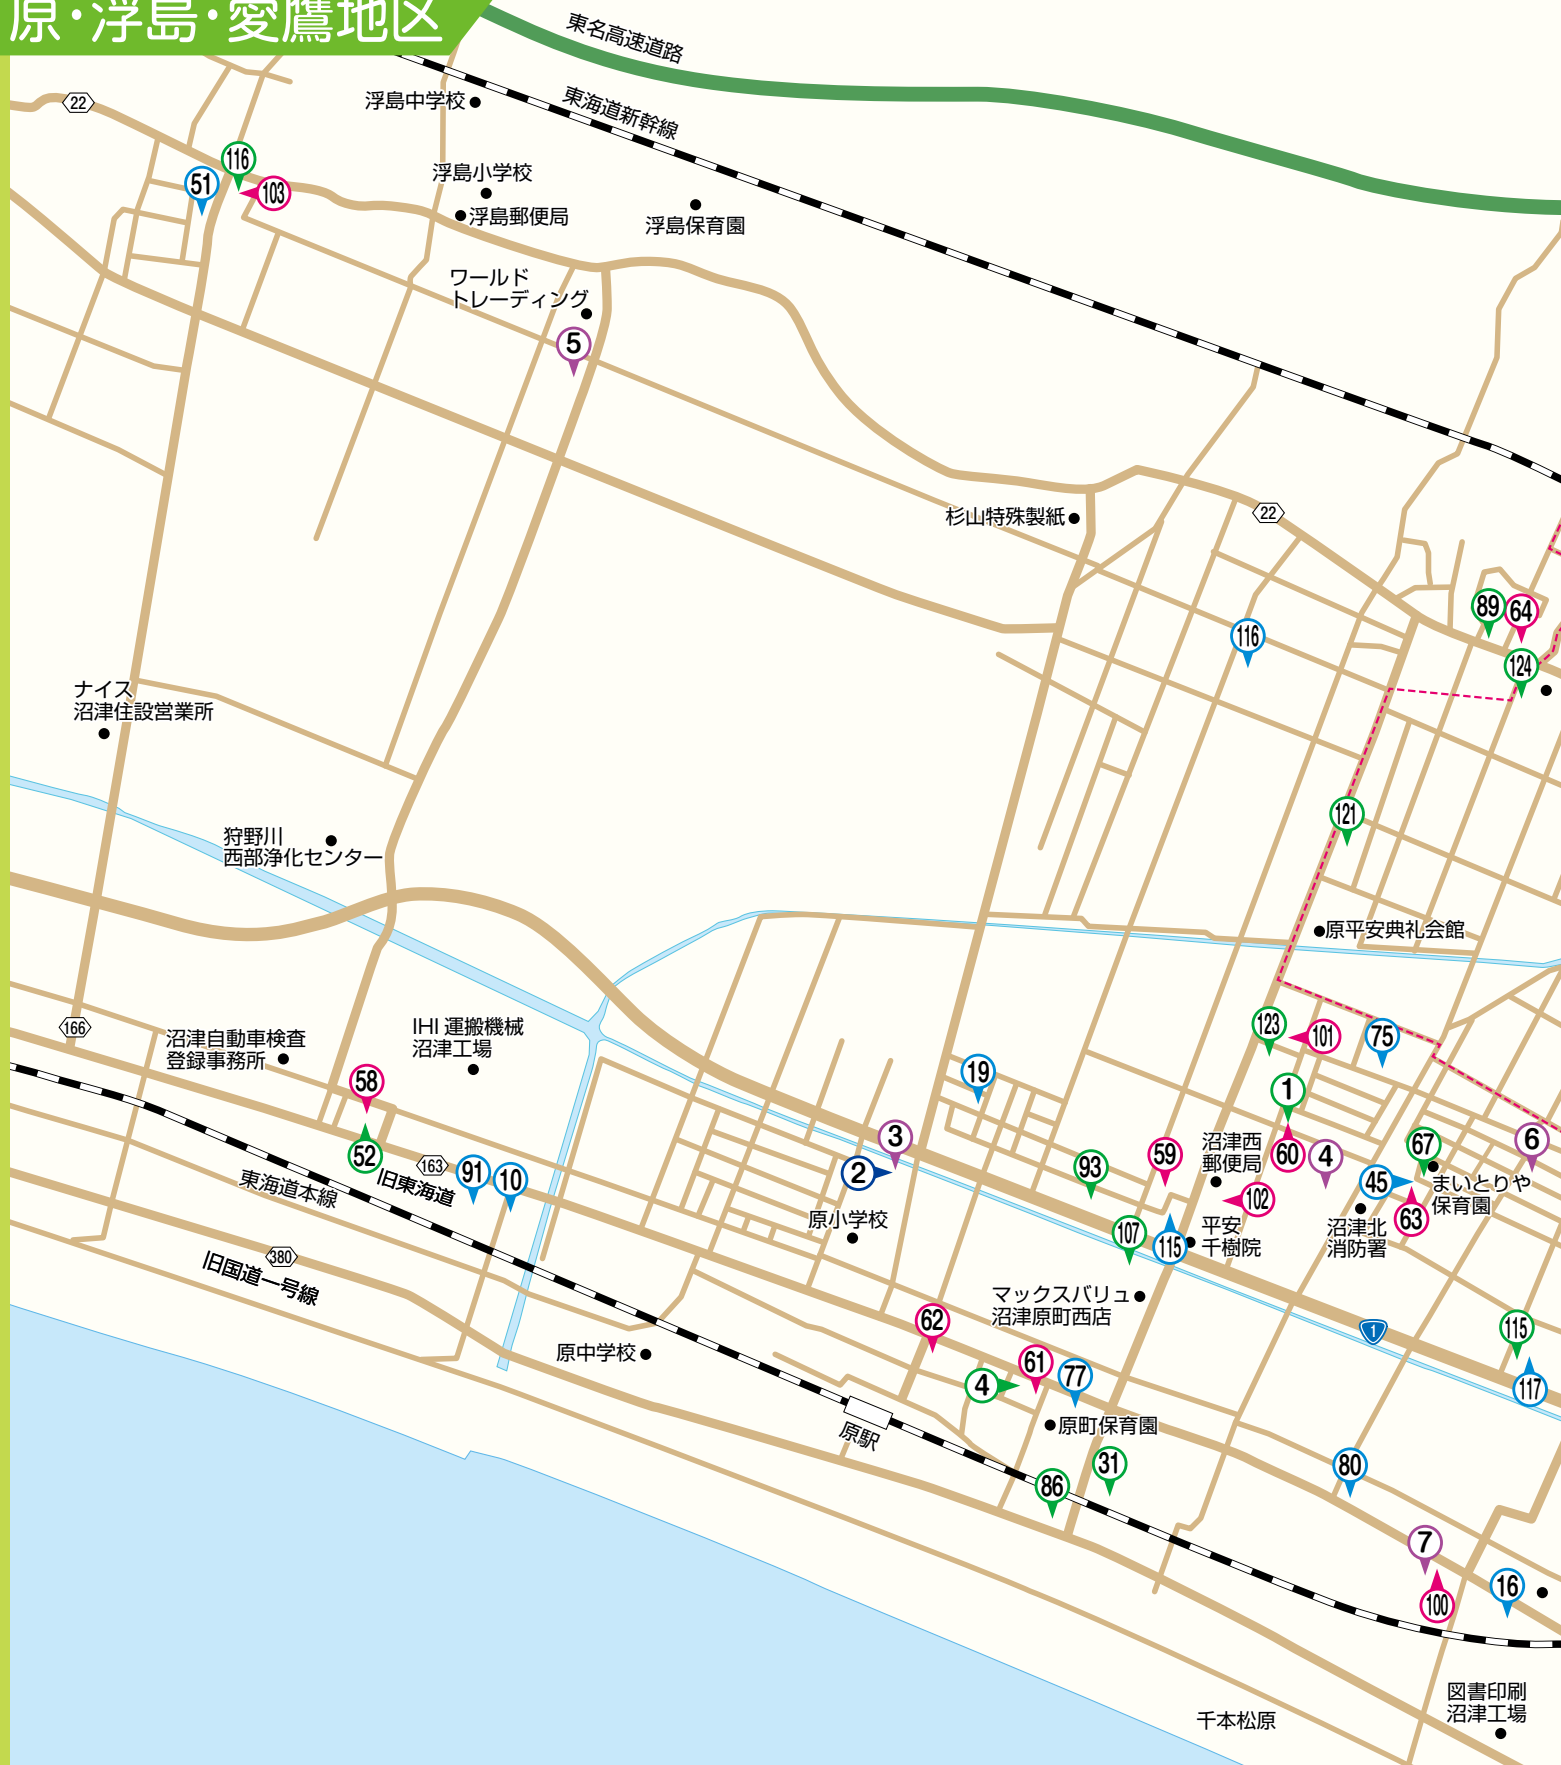 原・浮島・愛鷹地区
東名高速道路
東海道新幹線
浮島中学校
22
116
51
103
浮島小学校
浮島郵便局
浮島保育園
ワールド
トレーディング
5
杉山特殊製紙
22
89
64
116
124
ナイス
沼津住設営業所
121
狩野川
西部浄化センター
原平安典礼会館
166
沼津自動車検査
登録事務所
IHI 運搬機械
沼津工場
123
101
75
58
19
1
52
163
旧東海道
91
10
東海道本線
3
2
93
59
沼津西
郵便局
60
4
67
6
45
まいとりや
保育園
102
63
原小学校
107
115
平安
千樹院
沼津北
消防署
380
旧国道一号線
マックスバリュ
沼津原町西店
62
1
115
原中学校
61
4
77
117
原駅
原町保育園
31
86
80
7
100
16
図書印刷
沼津工場
千本松原